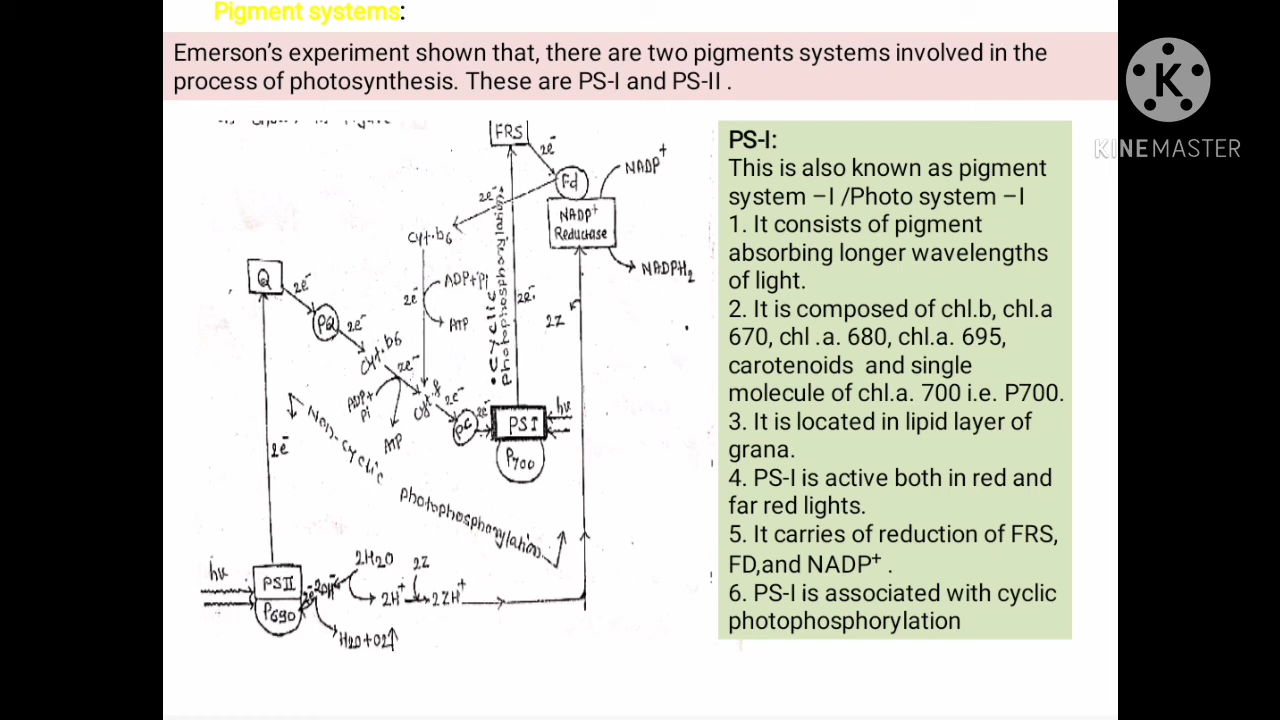 Pigment systems:
Emerson's experiment shown that, there are two pigments systems involved in the
process of photosynthesis. These are PS-I and PS-II .
K
KINEMASTER
FRS
2e⁻
Fd
NADP⁺
2e⁻
NADP⁺
Reductase
Cyt.b6
NADPH₂
Q
2e⁻
ADP+Pi
2e⁻
2e⁻
2Z
ATP
PQ
2e⁻
Cyclic
photophosphorylation
Cyt.b6
2e⁻
ADP+
Pi
ATP
Cyt.f
2e⁻
PC
2e⁻
PSI
hν
P700
2e⁻
Non-cyclic photophosphorylation
2H₂O
2Z
hν
PSII
2e⁻
2OH⁻
2H⁺
2ZH⁺
P690
H₂O+O₂↑
PS-I:
This is also known as pigment
system –I /Photo system –I
1. It consists of pigment
absorbing longer wavelengths
of light.
2. It is composed of chl.b, chl.a
670, chl .a. 680, chl.a. 695,
carotenoids and single
molecule of chl.a. 700 i.e. P700.
3. It is located in lipid layer of
grana.
4. PS-I is active both in red and
far red lights.
5. It carries of reduction of FRS,
FD,and NADP⁺ .
6. PS-I is associated with cyclic
photophosphorylation